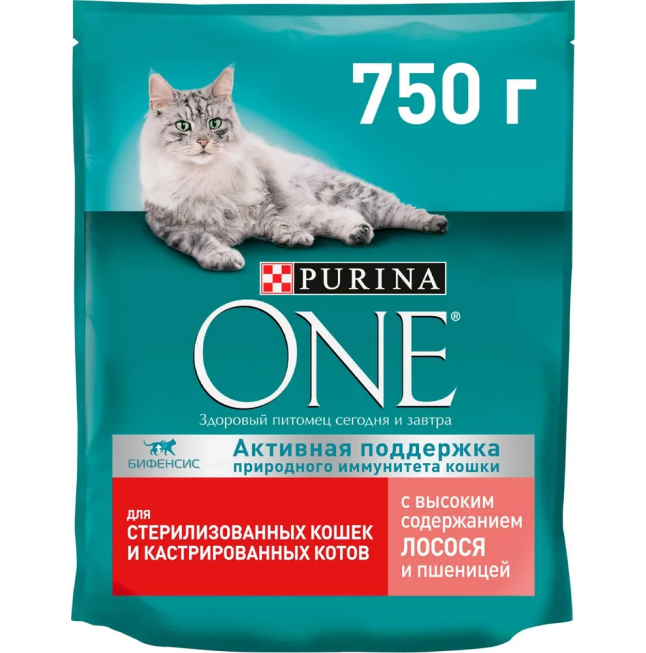 750 г
PURINA
ONE®
Здоровый питомец сегодня и завтра
Активная поддержка
природного иммунитета кошки
БИФЕНСИС
для
СТЕРИЛИЗОВАННЫХ КОШЕК
И КАСТРИРОВАННЫХ КОТОВ
с высоким
содержанием
ЛОСОСЯ
и пшеницей